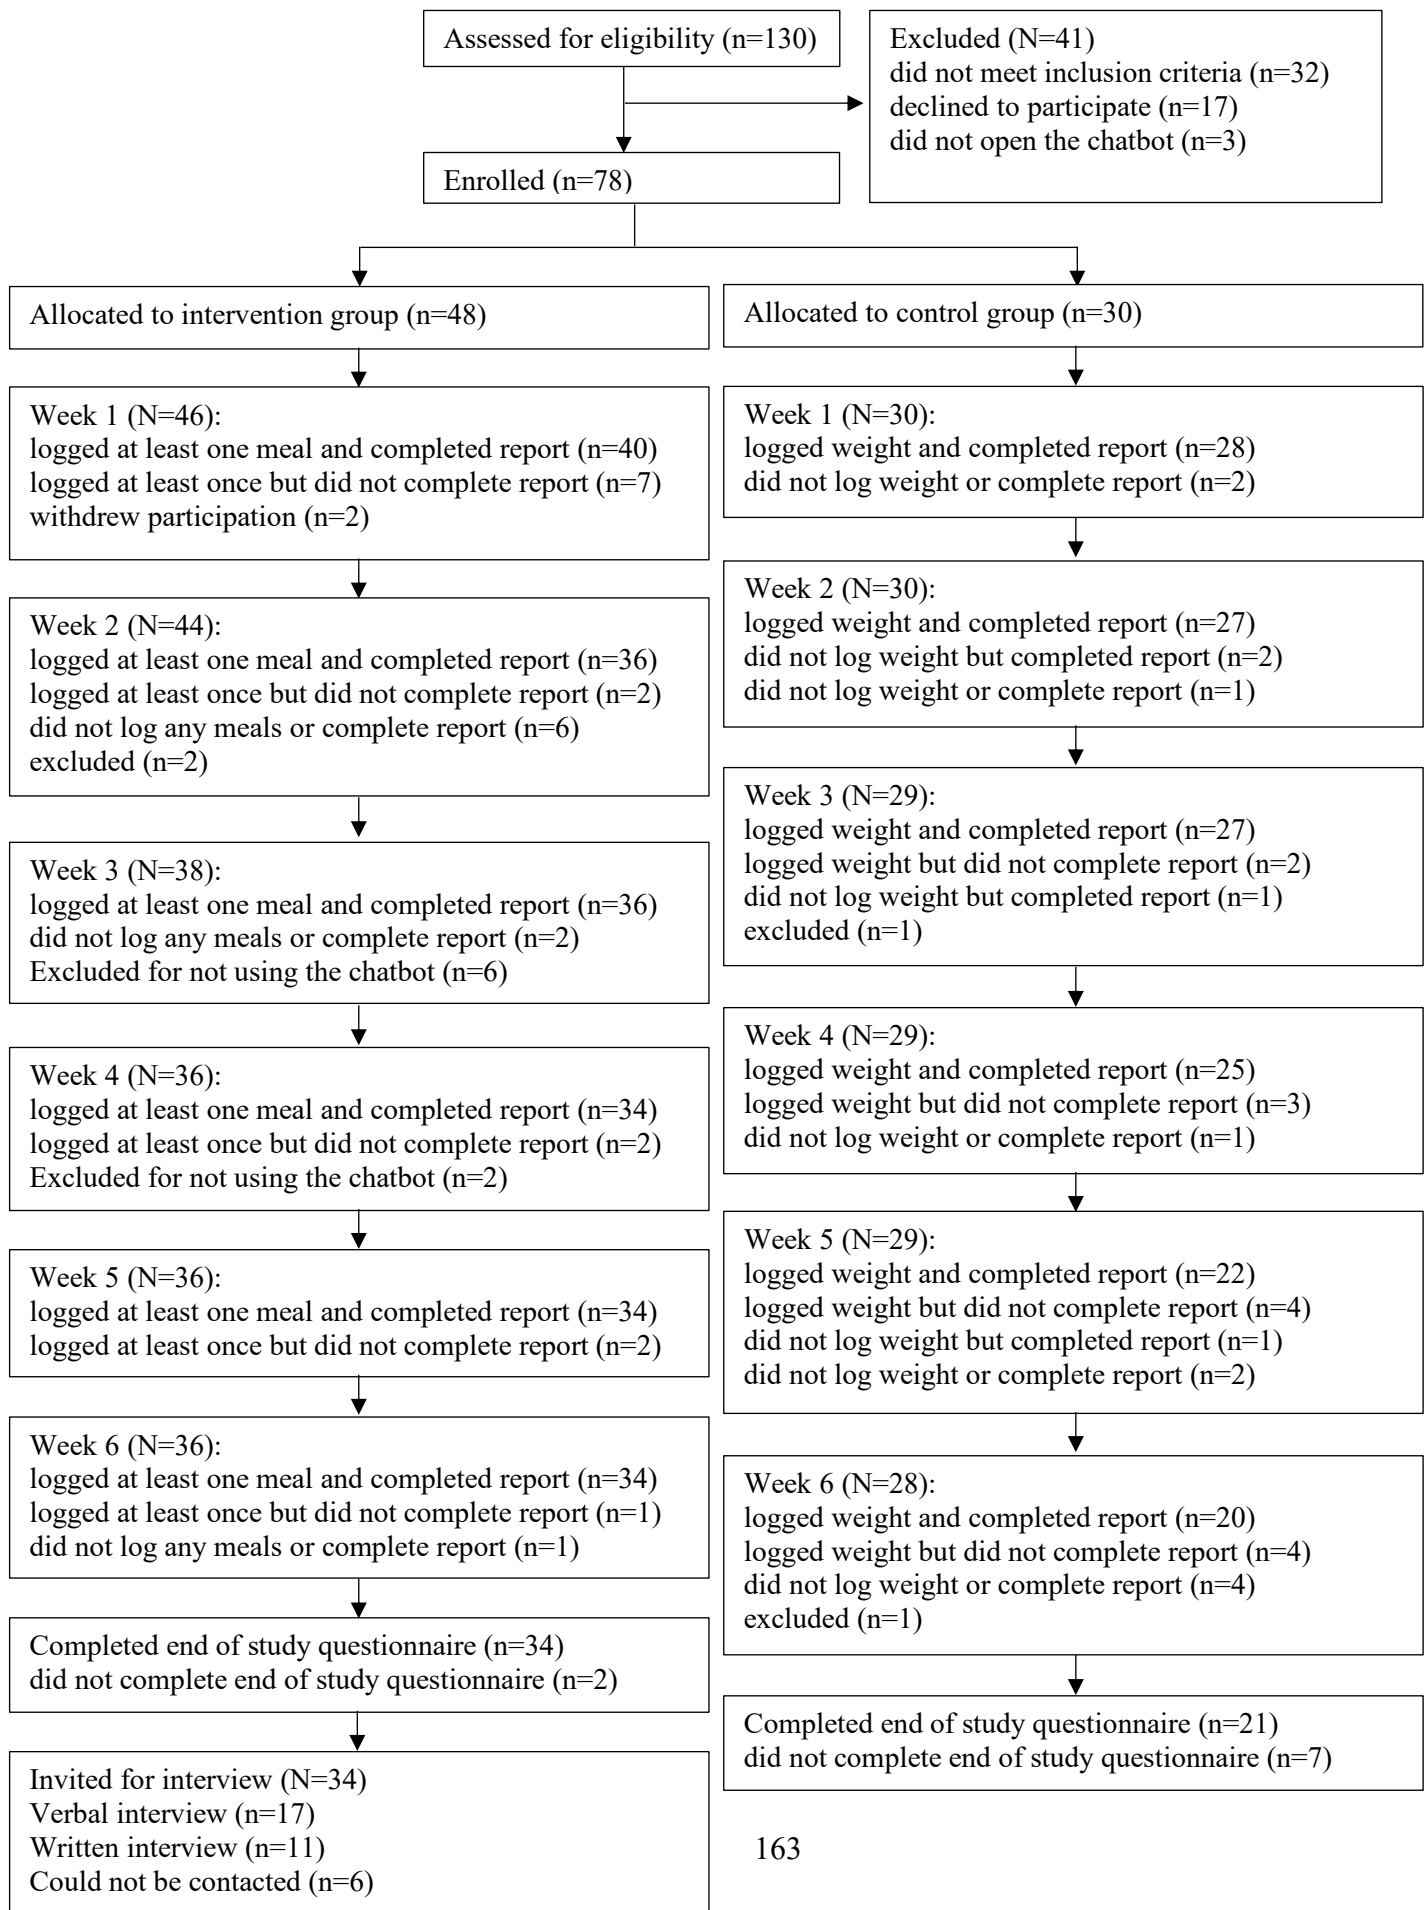 Assessed for eligibility (n=130)
Excluded (N=41)
did not meet inclusion criteria (n=32)
declined to participate (n=17)
did not open the chatbot (n=3)
Enrolled (n=78)
Allocated to intervention group (n=48)
Week 1 (N=46):
logged at least one meal and completed report (n=40)
logged at least once but did not complete report (n=7)
withdrew participation (n=2)
Week 2 (N=44):
logged at least one meal and completed report (n=36)
logged at least once but did not complete report (n=2)
did not log any meals or complete report (n=6)
excluded (n=2)
Week 3 (N=38):
logged at least one meal and completed report (n=36)
did not log any meals or complete report (n=2)
Excluded for not using the chatbot (n=6)
Week 4 (N=36):
logged at least one meal and completed report (n=34)
logged at least once but did not complete report (n=2)
Excluded for not using the chatbot (n=2)
Week 5 (N=36):
logged at least one meal and completed report (n=34)
logged at least once but did not complete report (n=2)
Week 6 (N=36):
logged at least one meal and completed report (n=34)
logged at least once but did not complete report (n=1)
did not log any meals or complete report (n=1)
Completed end of study questionnaire (n=34)
did not complete end of study questionnaire (n=2)
Invited for interview (N=34)
Verbal interview (n=17)
Written interview (n=11)
Could not be contacted (n=6)
Allocated to control group (n=30)
Week 1 (N=30):
logged weight and completed report (n=28)
did not log weight or complete report (n=2)
Week 2 (N=30):
logged weight and completed report (n=27)
did not log weight but completed report (n=2)
did not log weight or complete report (n=1)
Week 3 (N=29):
logged weight and completed report (n=27)
logged weight but did not complete report (n=2)
did not log weight but completed report (n=1)
excluded (n=1)
Week 4 (N=29):
logged weight and completed report (n=25)
logged weight but did not complete report (n=3)
did not log weight or complete report (n=1)
Week 5 (N=29):
logged weight and completed report (n=22)
logged weight but did not complete report (n=4)
did not log weight but completed report (n=1)
did not log weight or complete report (n=2)
Week 6 (N=28):
logged weight and completed report (n=20)
logged weight but did not complete report (n=4)
did not log weight or complete report (n=4)
excluded (n=1)
Completed end of study questionnaire (n=21)
did not complete end of study questionnaire (n=7)
163